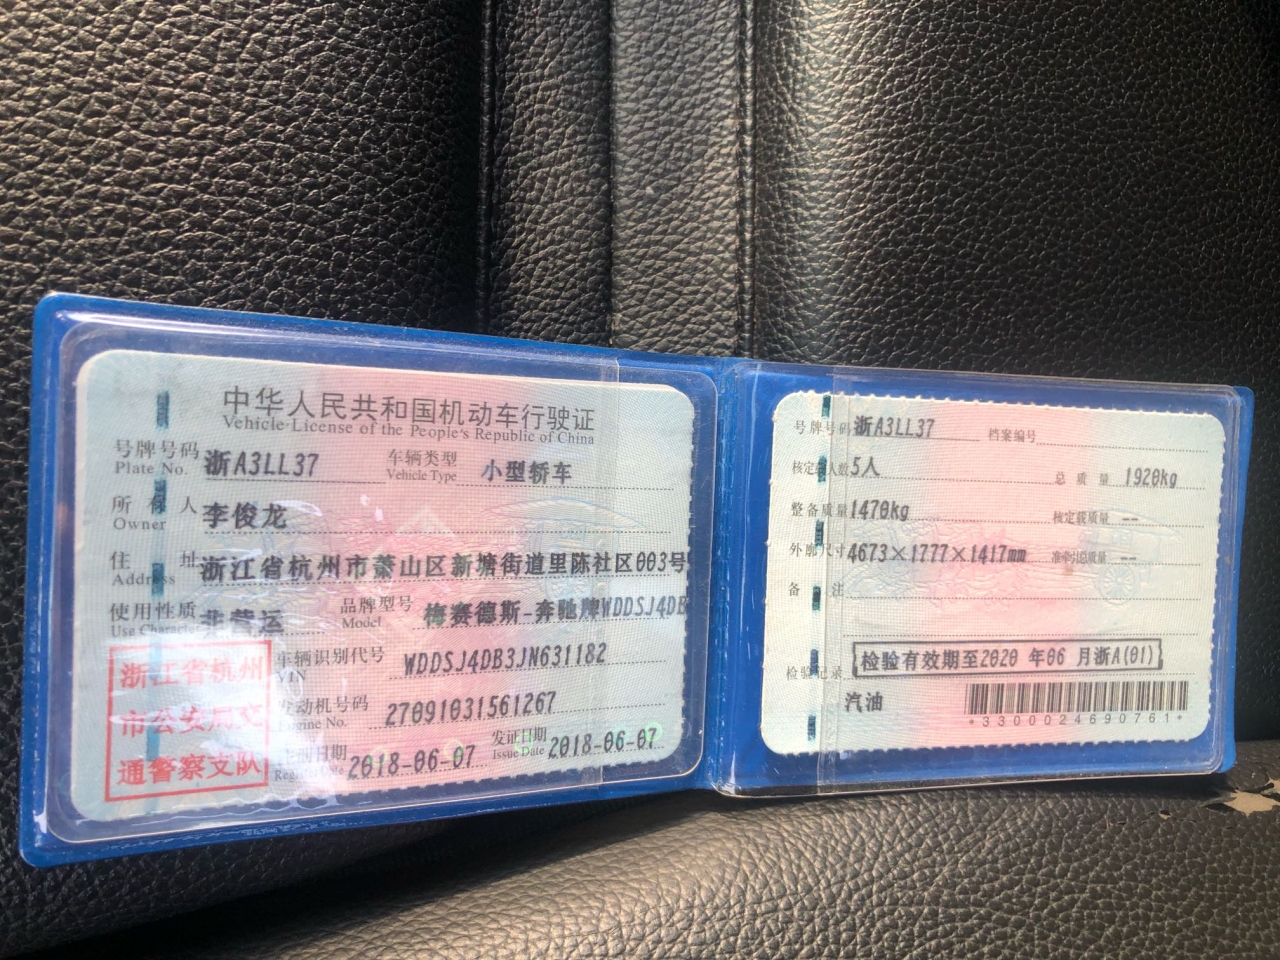 中华人民共和国机动车行驶证
Vehicle License of the People's Republic of China
号牌号码 浙A3LL37 车辆类型 小型轿车
Plate No. Vehicle Type
所有人 李俊龙
Owner
住址 浙江省杭州市萧山区新塘街道里陈社区003号
Address
使用性质 非营运 品牌型号 梅赛德斯-奔驰牌WDDSJ4DB
Use Character Model
车辆识别代号 WDDSJ4DB3JN631182
VIN
发动机号码 27091031561267
Engine No.
注册日期 2018-06-07 发证日期 2018-06-07
Register Date Issue Date
浙江省杭州
市公安局交
通警察支队
号牌号码 浙A3LL37 档案编号
核定载人数 5人 总质量 1920kg
整备质量 1470kg 核定载质量 --
外廓尺寸 4673×1777×1417mm 准牵引总质量 --
备注
检验有效期至2020 年06 月浙A(01)
检验记录
汽油
*3300024690761*